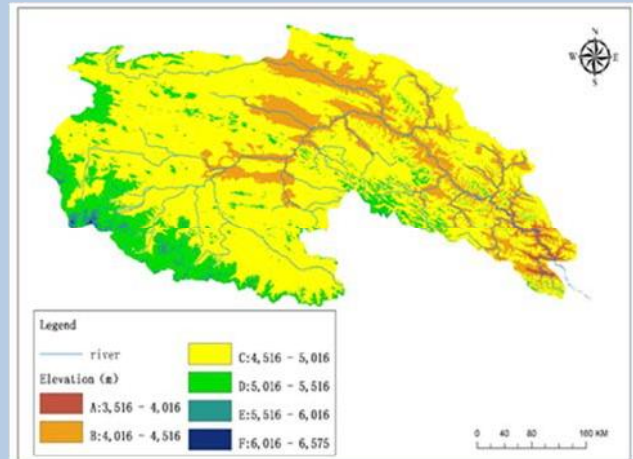 N
W E
S
Legend
river
Elevation (m)
A:3,516 - 4,016
B:4,016 - 4,516
C:4,516 - 5,016
D:5,016 - 5,516
E:5,516 - 6,016
F:6,016 - 6,575
0 40 80 160 KM